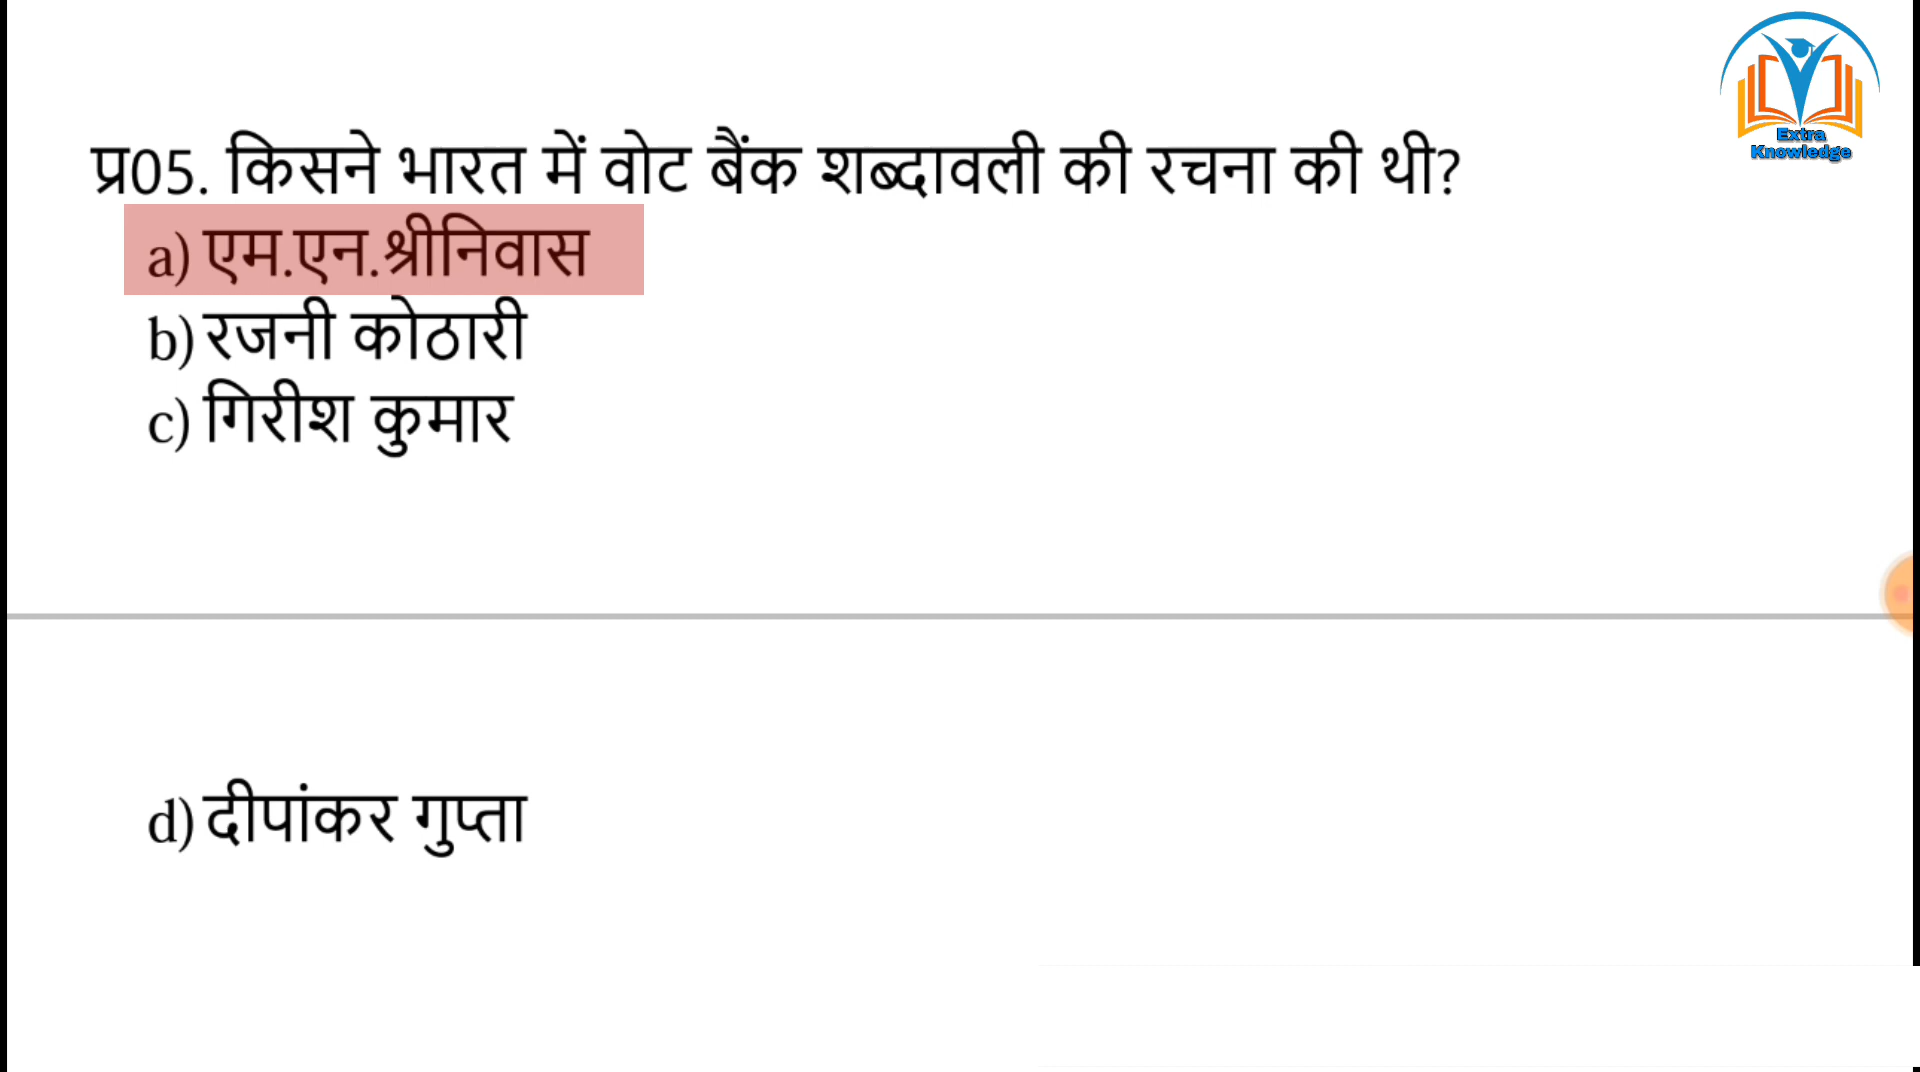 Extra
Knowledge
प्र05. किसने भारत में वोट बैंक शब्दावली की रचना की थी?
a) एम.एन.श्रीनिवास
b) रजनी कोठारी
c) गिरीश कुमार
d) दीपांकर गुप्ता